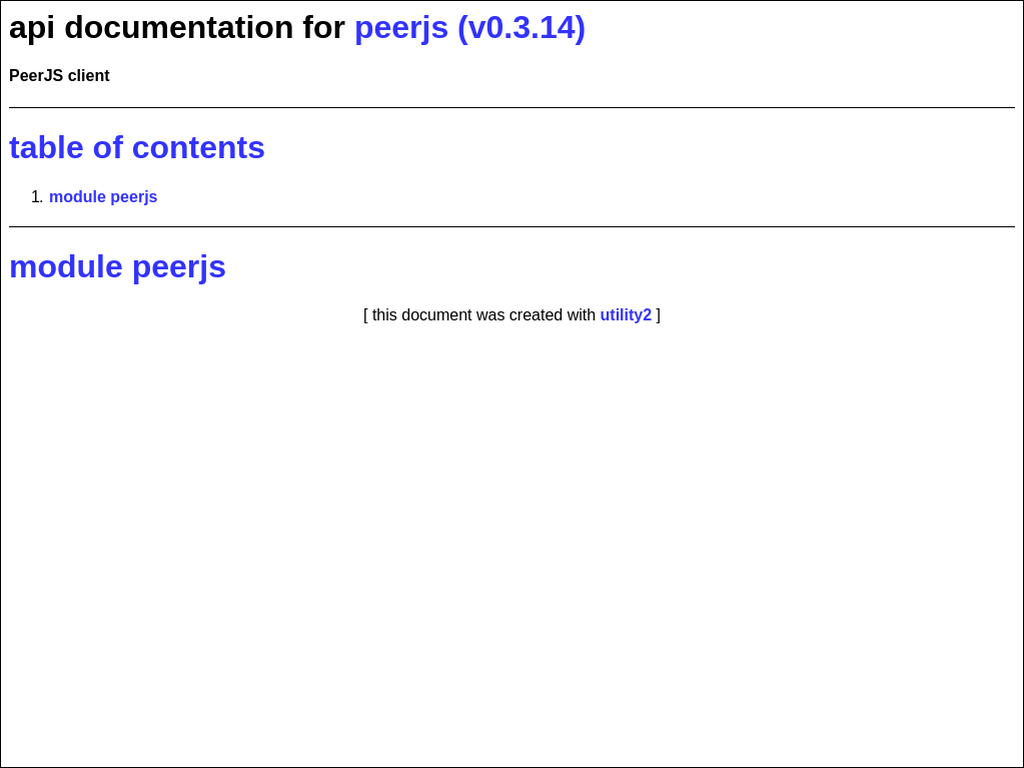 api documentation for peerjs (v0.3.14)
PeerJS client
table of contents
1. module peerjs
module peerjs
[ this document was created with utility2 ]